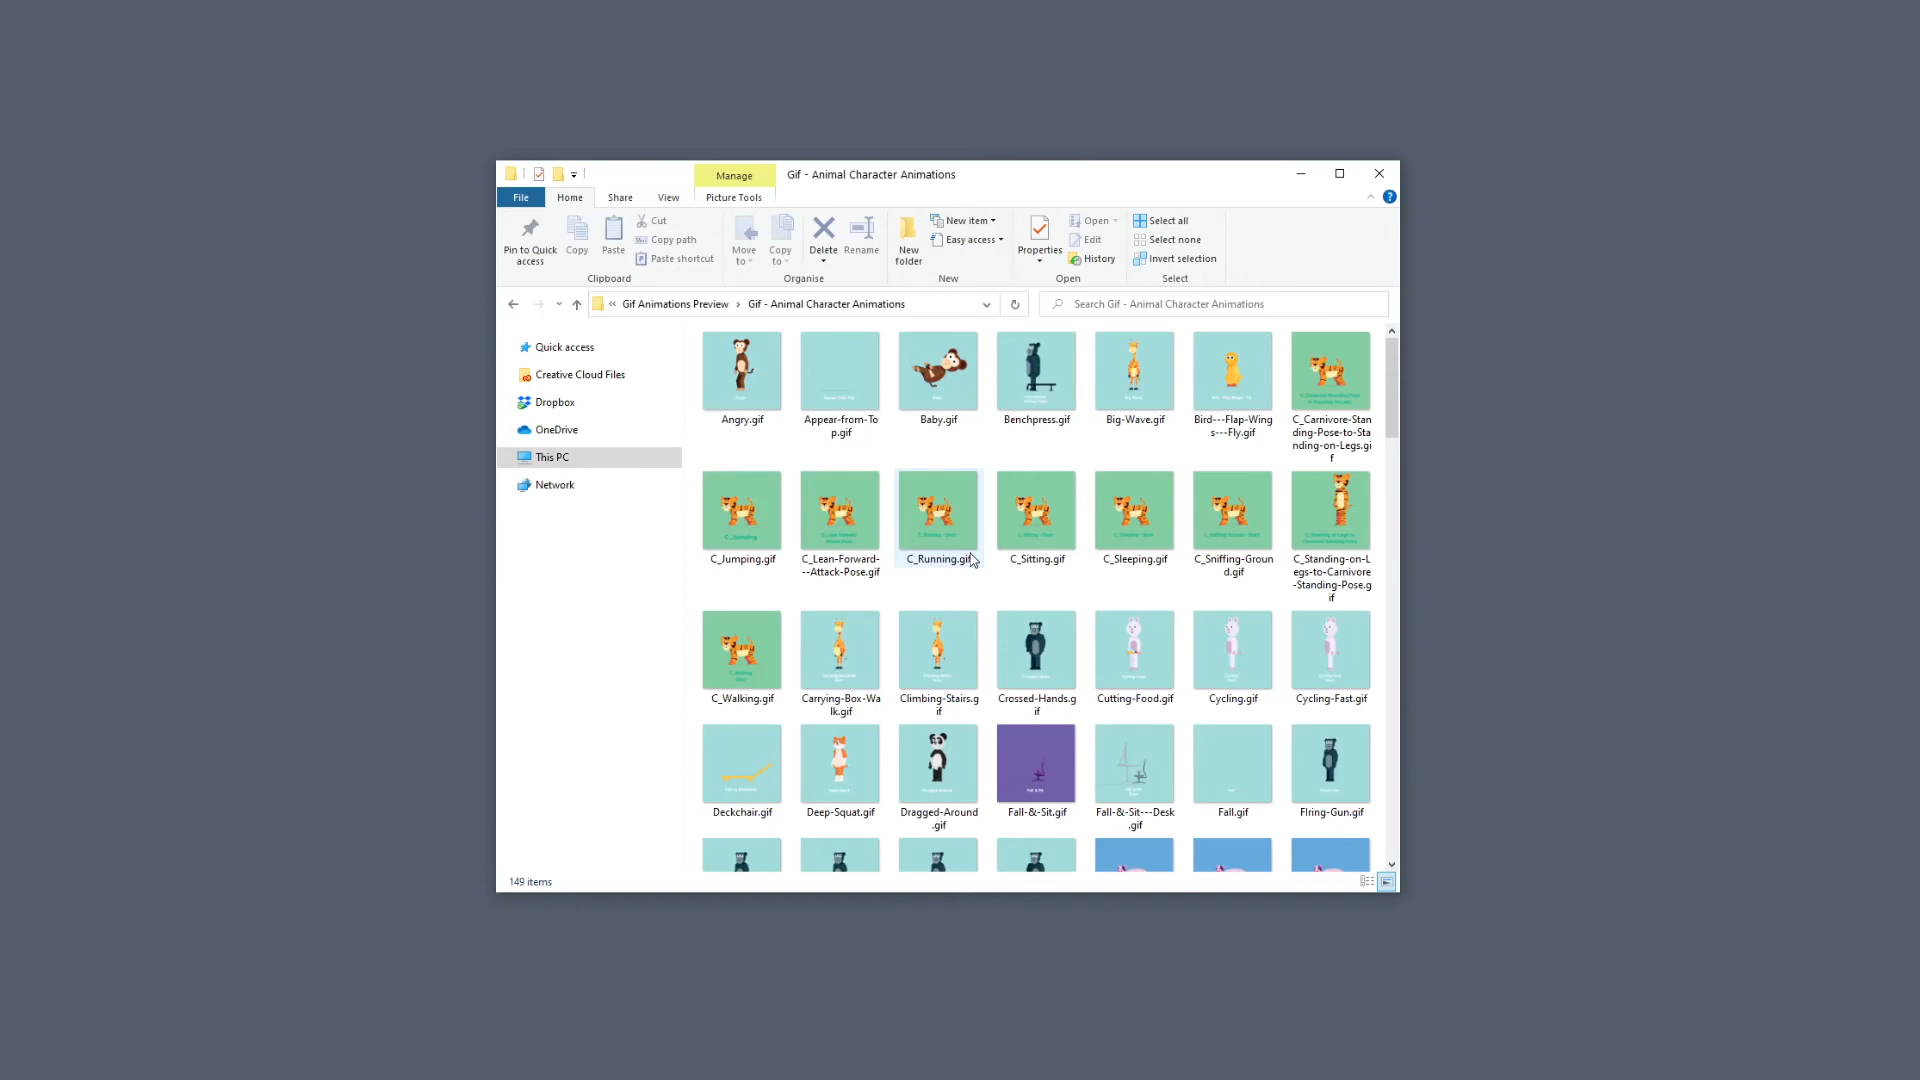 Manage
Gif - Animal Character Animations
File
Home
Share
View
Picture Tools
Pin to Quick
access
Copy
Paste
Cut
Copy path
Paste shortcut
Clipboard
Move
to
Copy
to
Delete
Rename
Organise
New
folder
New item
Easy access
New
Properties
Open
Edit
History
Open
Select all
Select none
Invert selection
Select
« Gif Animations Preview › Gif - Animal Character Animations
Search Gif - Animal Character Animations
Quick access
Creative Cloud Files
Dropbox
OneDrive
This PC
Network
Angry.gif
Appear-from-To
p.gif
Baby.gif
Benchpress.gif
Big-Wave.gif
Bird---Flap-Wing
s---Fly.gif
C_Carnivore-Stan
ding-Pose-to-Sta
nding-on-Legs.gi
f
C_Jumping.gif
C_Lean-Forward-
--Attack-Pose.gif
C_Running.gif
C_Sitting.gif
C_Sleeping.gif
C_Sniffing-Groun
d.gif
C_Standing-on-L
egs-to-Carnivore
-Standing-Pose.g
if
C_Walking.gif
Carrying-Box-Wa
lk.gif
Climbing-Stairs.g
if
Crossed-Hands.g
if
Cutting-Food.gif
Cycling.gif
Cycling-Fast.gif
Deckchair.gif
Deep-Squat.gif
Dragged-Around
.gif
Fall-&-Sit.gif
Fall-&-Sit---Desk
.gif
Fall.gif
FIring-Gun.gif
149 items